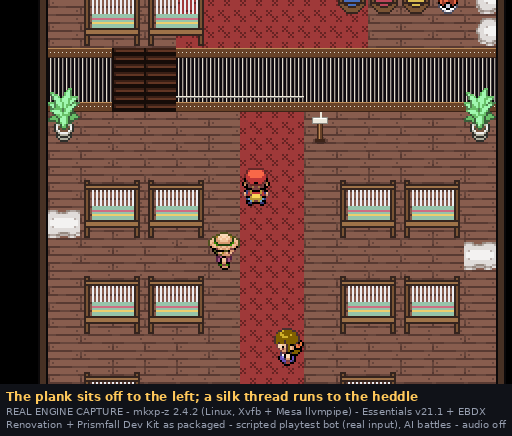 The plank sits off to the left; a silk thread runs to the heddle
REAL ENGINE CAPTURE - mkxp-z 2.4.2 (Linux, Xvfb + Mesa llvmpipe) - Essentials v21.1 + EBDX
Renovation + Prismfall Dev Kit as packaged - scripted playtest bot (real input), AI battles - audio off